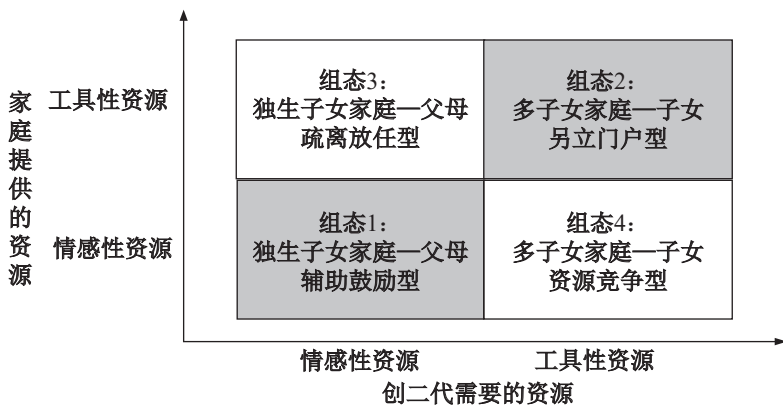 家庭提供的资源
工具性资源
情感性资源
组态3：
独生子女家庭—父母
疏离放任型
组态2：
多子女家庭—子女
另立门户型
组态1：
独生子女家庭—父母
辅助鼓励型
组态4：
多子女家庭—子女
资源竞争型
情感性资源
工具性资源
创二代需要的资源